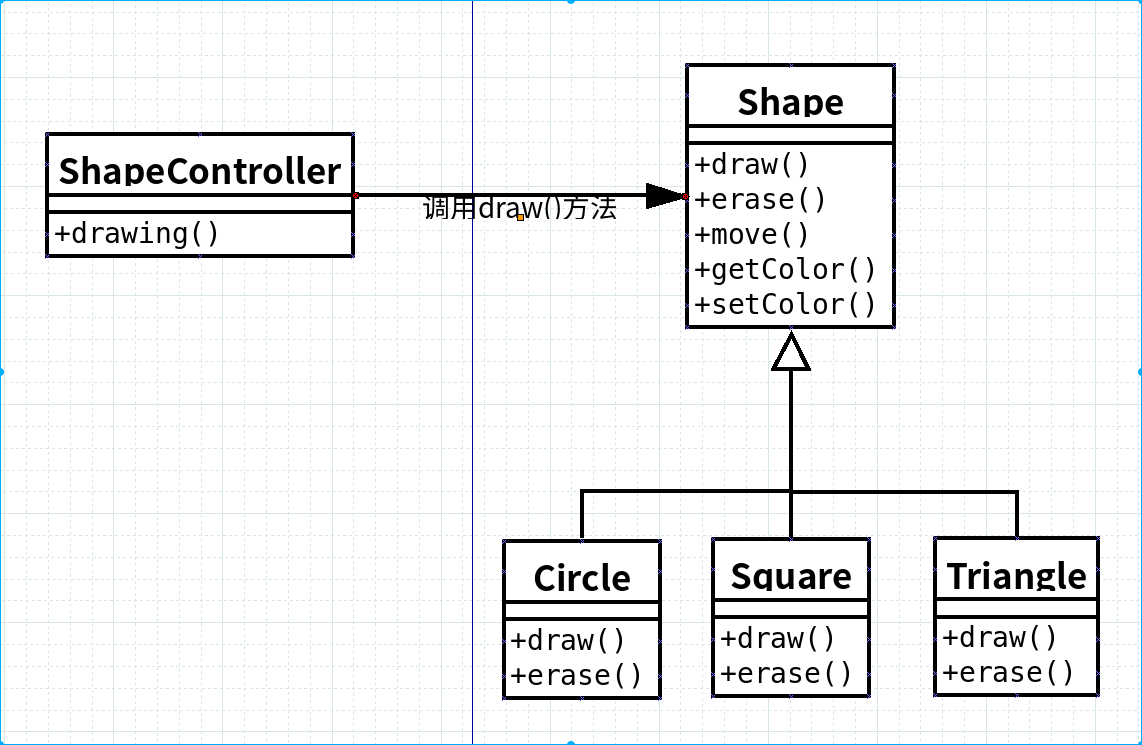 Shape
+draw()
+erase()
+move()
+getColor()
+setColor()
ShapeController
+drawing()
调用draw()方法
Circle
+draw()
+erase()
Square
+draw()
+erase()
Triangle
+draw()
+erase()